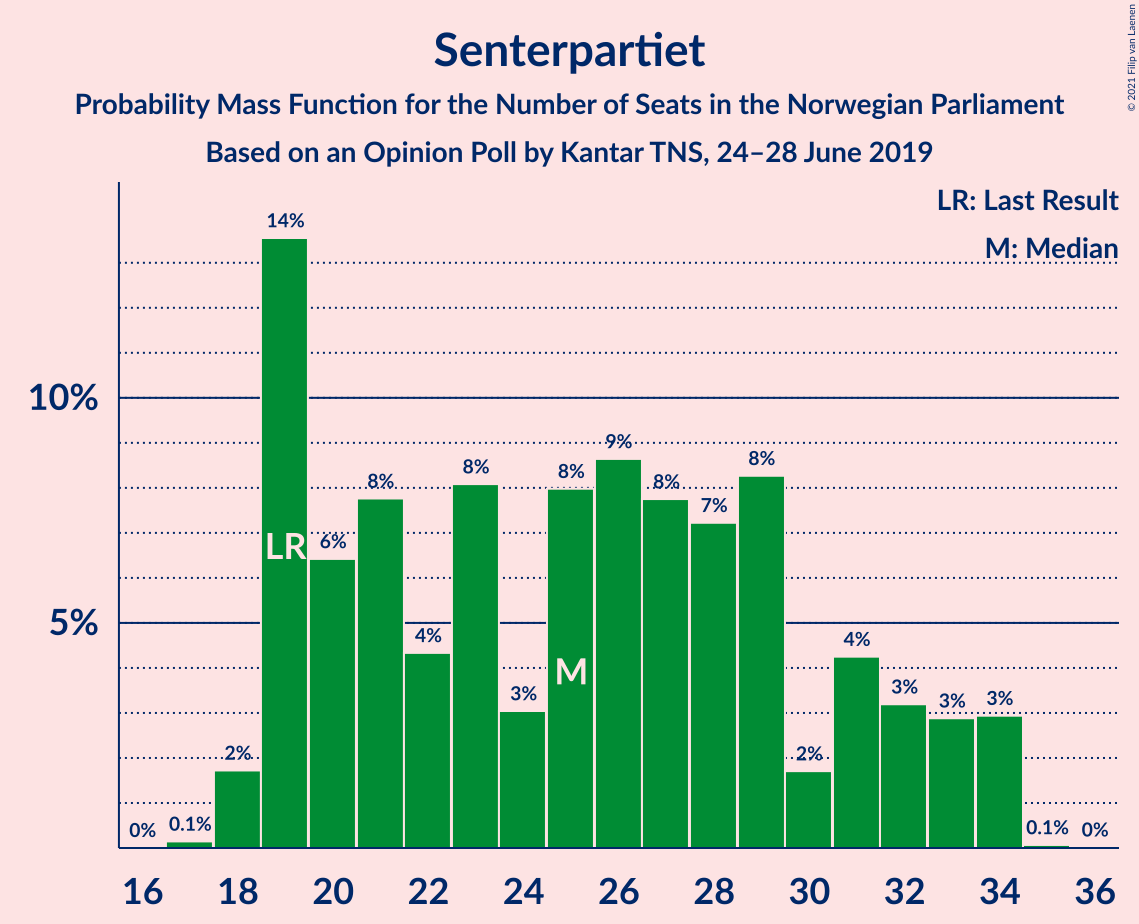 Senterpartiet
Probability Mass Function for the Number of Seats in the Norwegian Parliament
Based on an Opinion Poll by Kantar TNS, 24–28 June 2019
© 2021 Filip van Laenen
LR: Last Result
M: Median
10%
5%
0%
0.1%
2%
14%
6%
8%
4%
8%
3%
8%
9%
8%
7%
8%
2%
4%
3%
3%
3%
0.1%
0%
LR
M
16 18 20 22 24 26 28 30 32 34 36